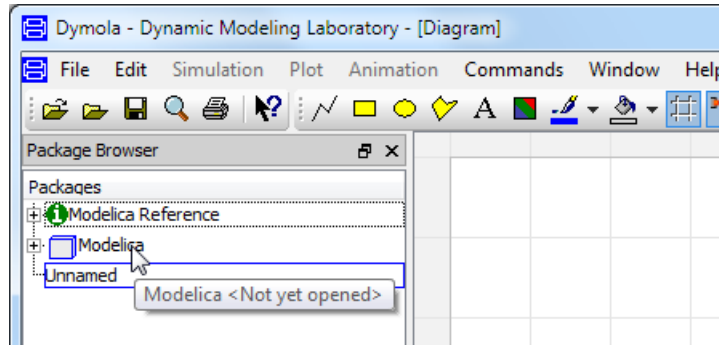 Dymola - Dynamic Modeling Laboratory - [Diagram]
File Edit Simulation Plot Animation Commands Window Help
A
Package Browser
Packages
Modelica Reference
Modelica
Unnamed
Modelica <Not yet opened>